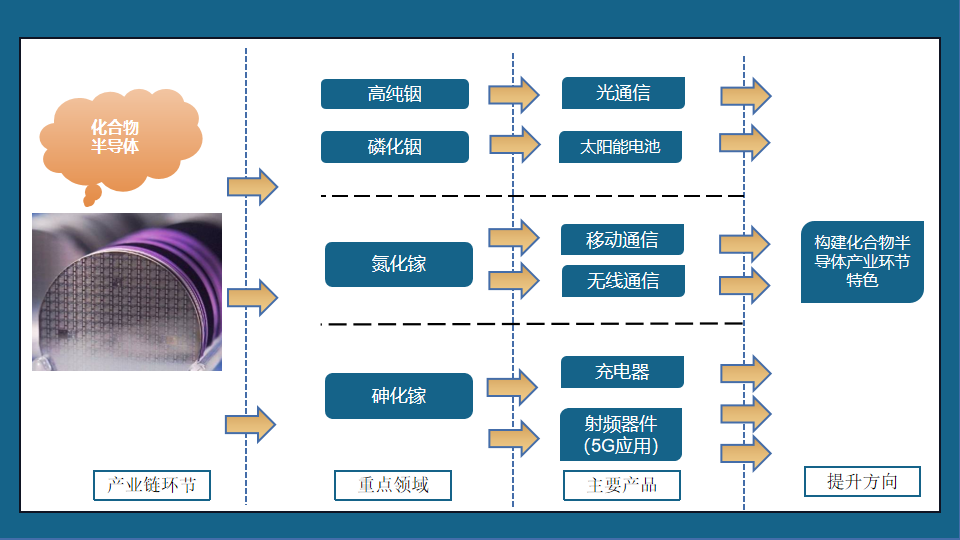 化合物
半导体
高纯铟
光通信
磷化铟
太阳能电池
氮化镓
移动通信
无线通信
构建化合物半
导体产业环节
特色
砷化镓
充电器
射频器件
（5G应用）
产业链环节
重点领域
主要产品
提升方向